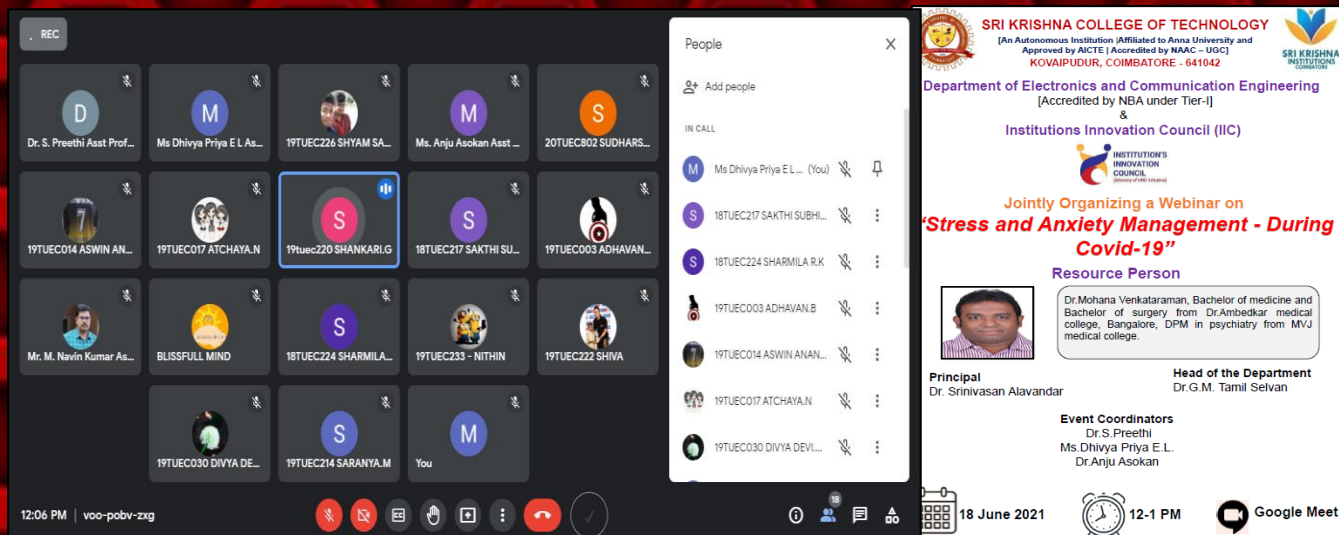 . REC
D
Dr. S. Preethi Asst Prof...
M
Ms Dhivya Priya E L As...
19TUEC226 SHYAM SA...
M
Ms. Anju Asokan Asst ...
S
20TUEC802 SUDHARS...
7
19TUEC014 ASWIN AN...
19TUEC017 ATCHAYA.N
S
19tuec220 SHANKARI.G
S
18TUEC217 SAKTHI SU...
19TUEC003 ADHAVAN...
Mr. M. Navin Kumar As...
BLISSFULL MIND
S
18TUEC224 SHARMILA...
19TUEC233 - NITHIN
19TUEC222 SHIVA
19TUEC030 DIVYA DE...
S
19TUEC214 SARANYA.M
M
You
12:06 PM | voo-pobv-zxg
18
People X
Add people
IN CALL
M Ms Dhivya Priya E L ... (You)
S 18TUEC217 SAKTHI SUBHI...
S 18TUEC224 SHARMILA R.K
19TUEC003 ADHAVAN.B
7 19TUEC014 ASWIN ANAN...
19TUEC017 ATCHAYA.N
19TUEC030 DIVYA DEVI....
SRI KRISHNA COLLEGE OF TECHNOLOGY
[An Autonomous Institution |Affiliated to Anna University and
Approved by AICTE | Accredited by NAAC – UGC]
KOVAIPUDUR, COIMBATORE - 641042
SRI KRISHNA
INSTITUTIONS
COIMBATORE
Department of Electronics and Communication Engineering
[Accredited by NBA under Tier-I]
&
Institutions Innovation Council (IIC)
INSTITUTION'S
INNOVATION
COUNCIL
(Ministry of HRD Initiative)
Jointly Organizing a Webinar on
“Stress and Anxiety Management - During
Covid-19”
Resource Person
Dr.Mohana Venkataraman, Bachelor of medicine and
Bachelor of surgery from Dr.Ambedkar medical
college, Bangalore, DPM in psychiatry from MVJ
medical college.
Principal
Dr. Srinivasan Alavandar
Head of the Department
Dr.G.M. Tamil Selvan
Event Coordinators
Dr.S.Preethi
Ms.Dhivya Priya E.L.
Dr.Anju Asokan
18 June 2021
12-1 PM
Google Meet